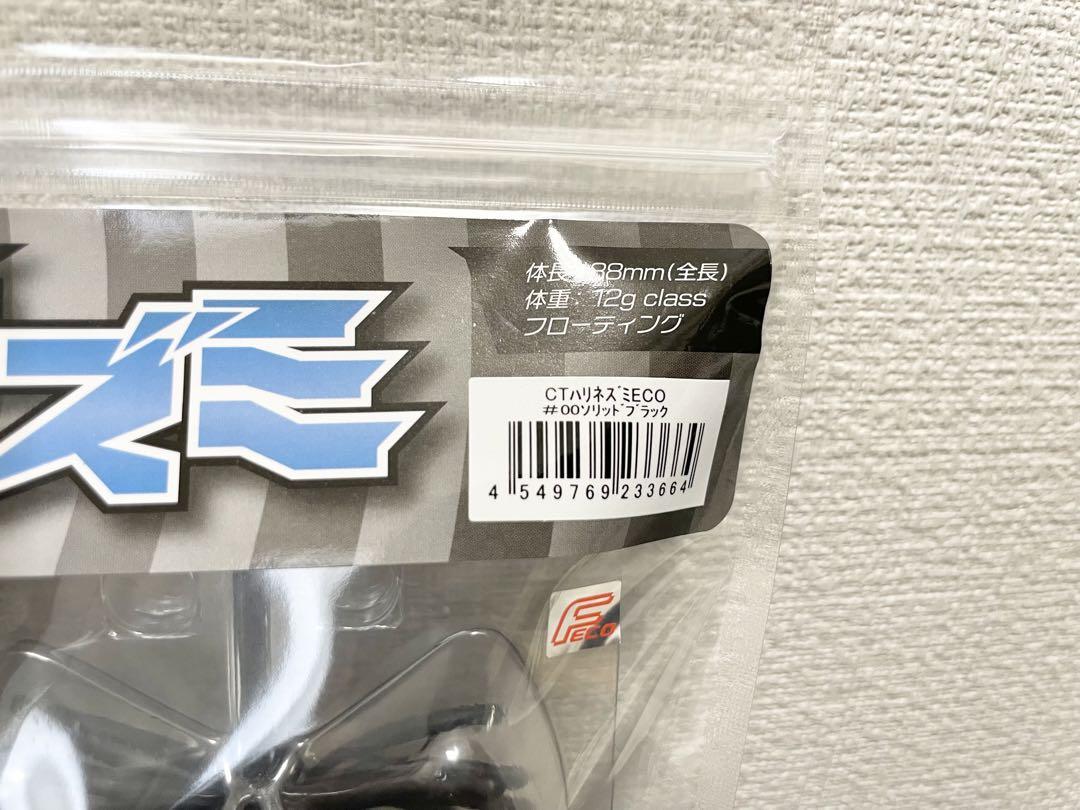 体長:88mm(全長)
体重:12g class
フローティング
ズミ
CTハリネズミECO
#00ソリッドブラック
4 549769 233664
FECO